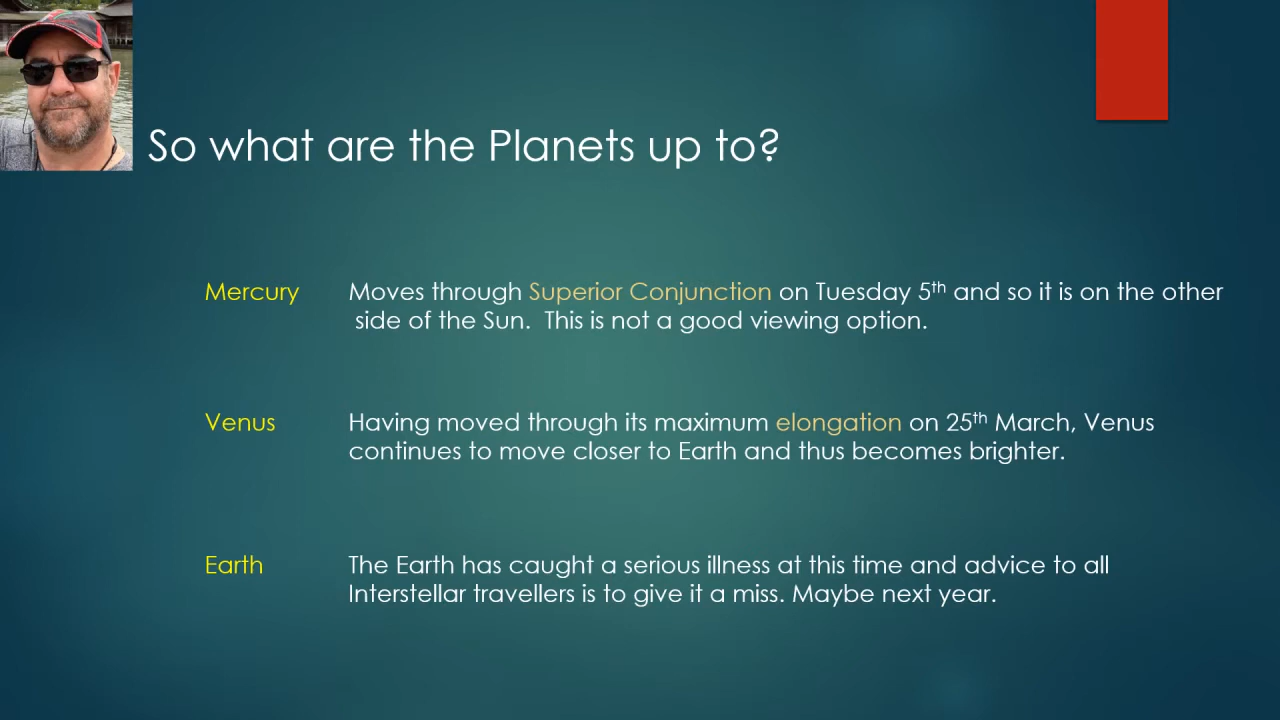 So what are the Planets up to?
Mercury Moves through Superior Conjunction on Tuesday 5th and so it is on the other
side of the Sun. This is not a good viewing option.
Venus Having moved through its maximum elongation on 25th March, Venus
continues to move closer to Earth and thus becomes brighter.
Earth The Earth has caught a serious illness at this time and advice to all
Interstellar travellers is to give it a miss. Maybe next year.